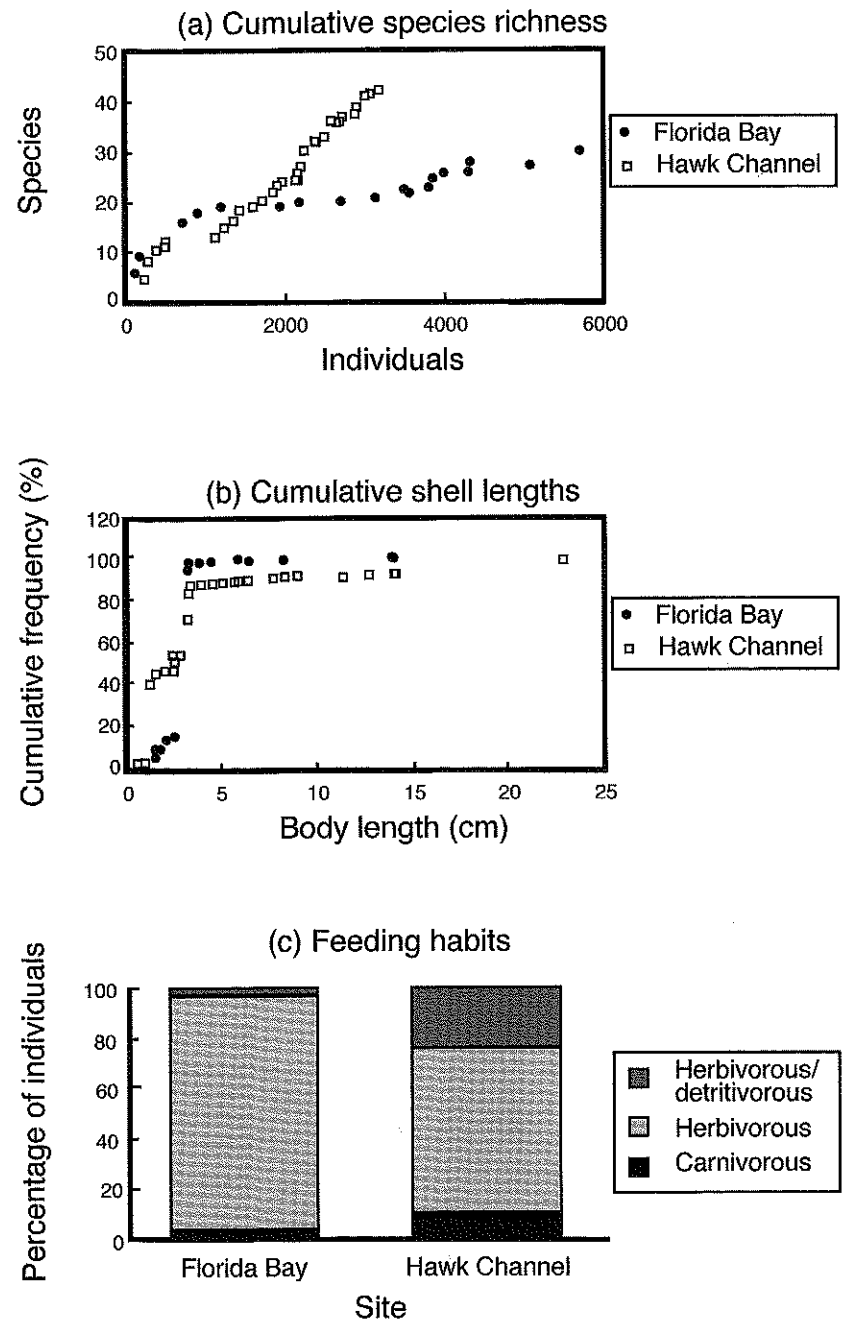 (a) Cumulative species richness
Species
50
40
30
20
10
0
0 2000 4000 6000
Individuals
Florida Bay
Hawk Channel
(b) Cumulative shell lengths
Cumulative frequency (%)
120
100
80
60
40
20
0
0 5 10 15 20 25
Body length (cm)
Florida Bay
Hawk Channel
(c) Feeding habits
Percentage of individuals
100
80
60
40
20
0
Florida Bay Hawk Channel
Site
Herbivorous/
detritivorous
Herbivorous
Carnivorous